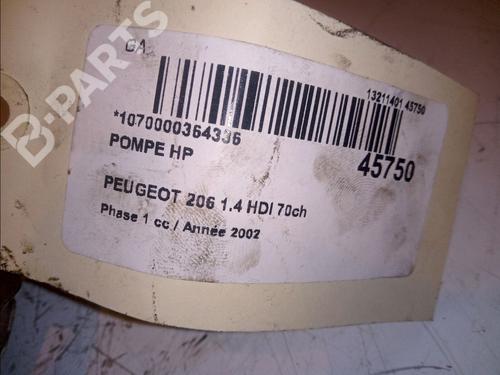 GA
13211401 45750
*1070000364336
45750
POMPE HP
PEUGEOT 206 1.4 HDI 70ch
Phase 1 cc / Année 2002
B-PARTS